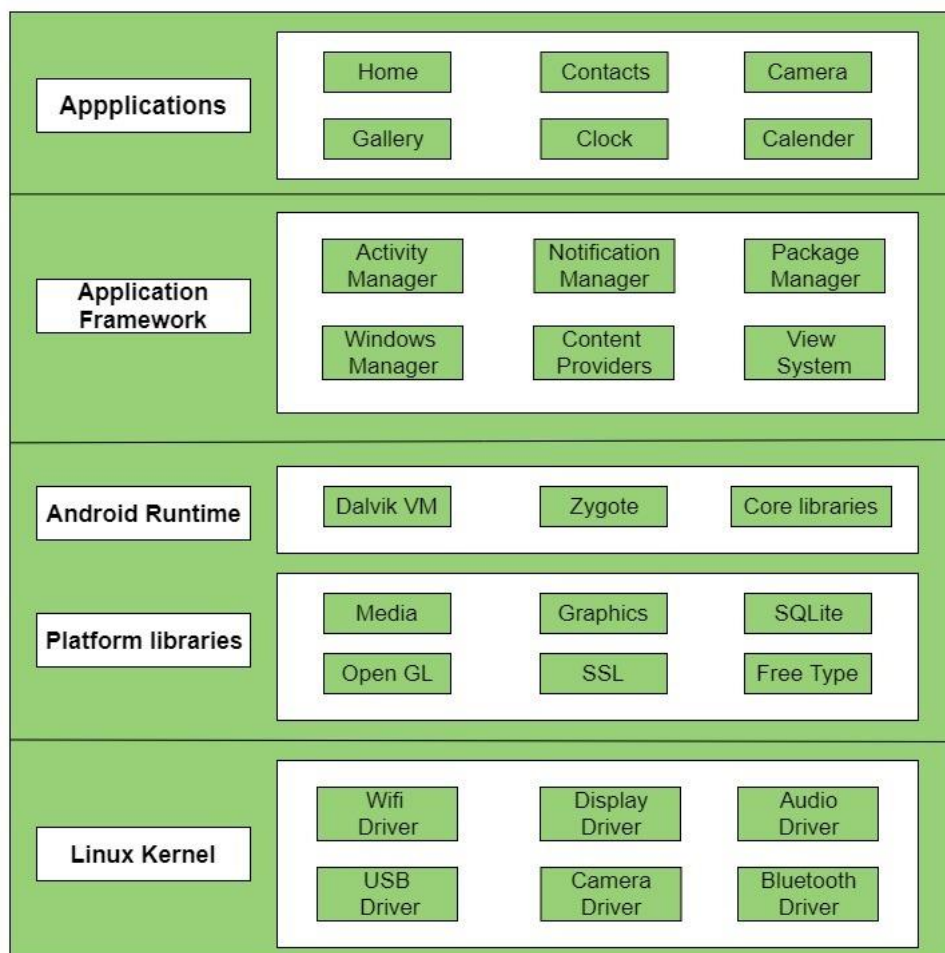 Appplications
Home
Contacts
Camera
Gallery
Clock
Calender
Application
Framework
Activity
Manager
Notification
Manager
Package
Manager
Windows
Manager
Content
Providers
View
System
Android Runtime
Dalvik VM
Zygote
Core libraries
Platform libraries
Media
Graphics
SQLite
Open GL
SSL
Free Type
Linux Kernel
Wifi
Driver
Display
Driver
Audio
Driver
USB
Driver
Camera
Driver
Bluetooth
Driver